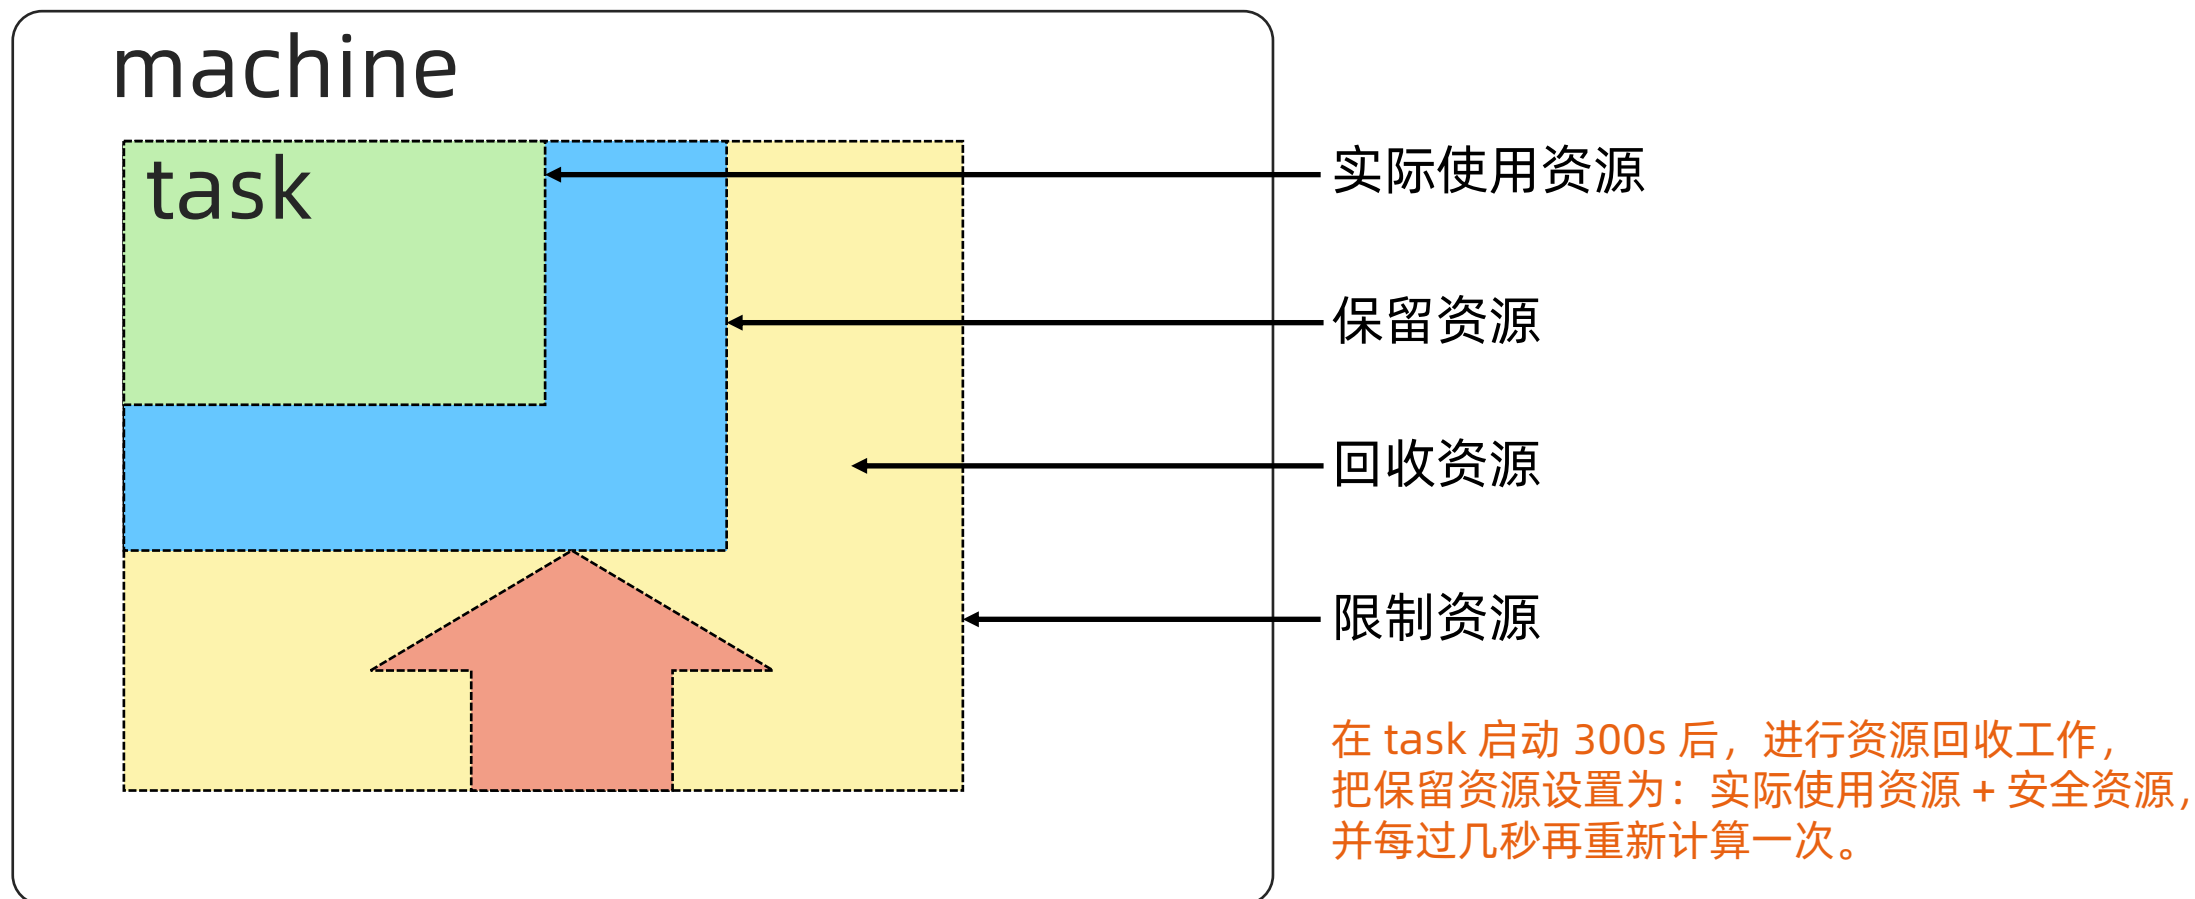 machine
task
实际使用资源
保留资源
回收资源
限制资源
在 task 启动 300s 后，进行资源回收工作，
把保留资源设置为：实际使用资源 + 安全资源，
并每过几秒再重新计算一次。